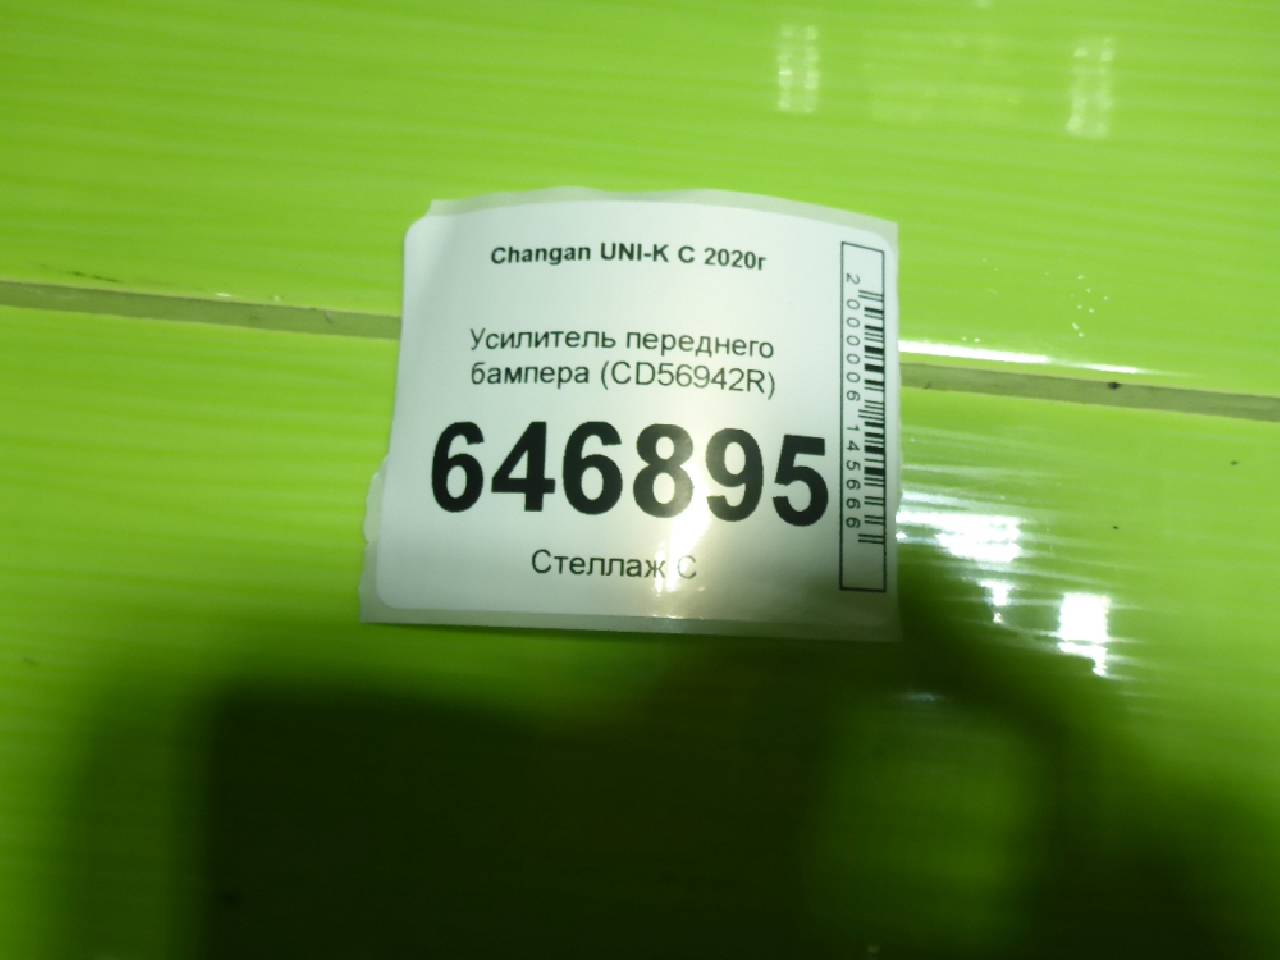 Changan UNI-K С 2020г
Усилитель переднего
бампера (CD56942R)
646895
Стеллаж С
2000006145666